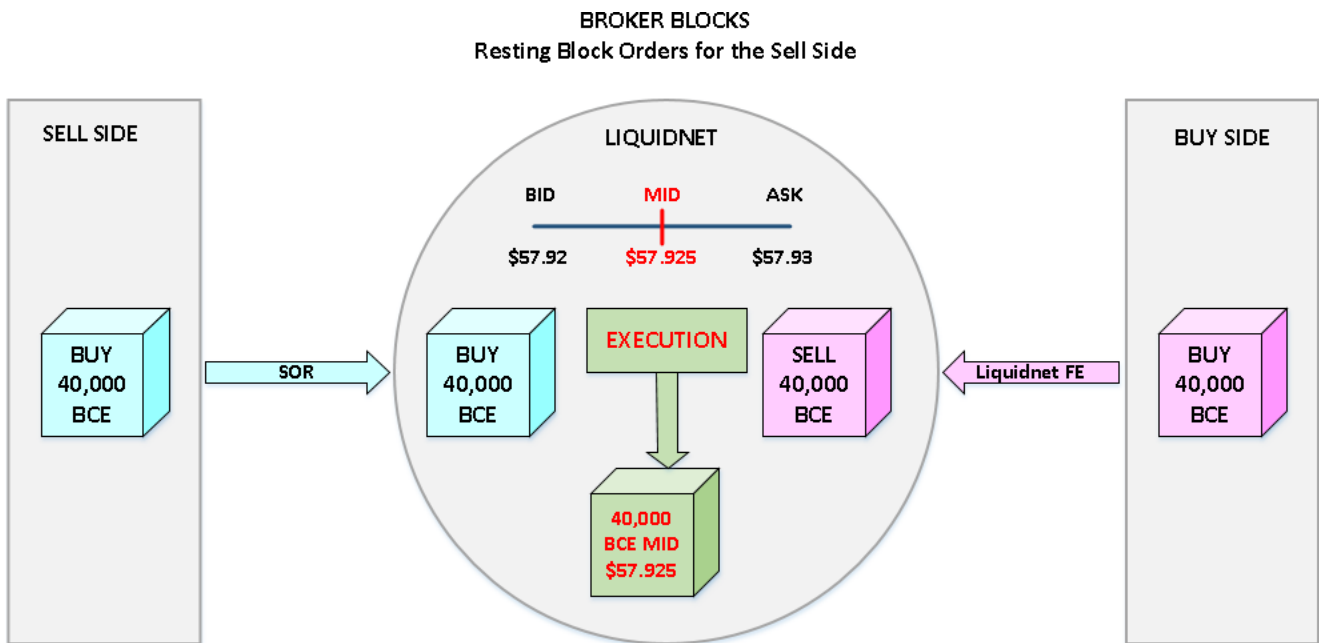 BROKER BLOCKS
Resting Block Orders for the Sell Side
SELL SIDE
LIQUIDNET
BUY SIDE
BID
MID
ASK
$57.92
$57.925
$57.93
BUY
40,000
BCE
SOR
BUY
40,000
BCE
EXECUTION
SELL
40,000
BCE
Liquidnet FE
BUY
40,000
BCE
40,000
BCE MID
$57.925